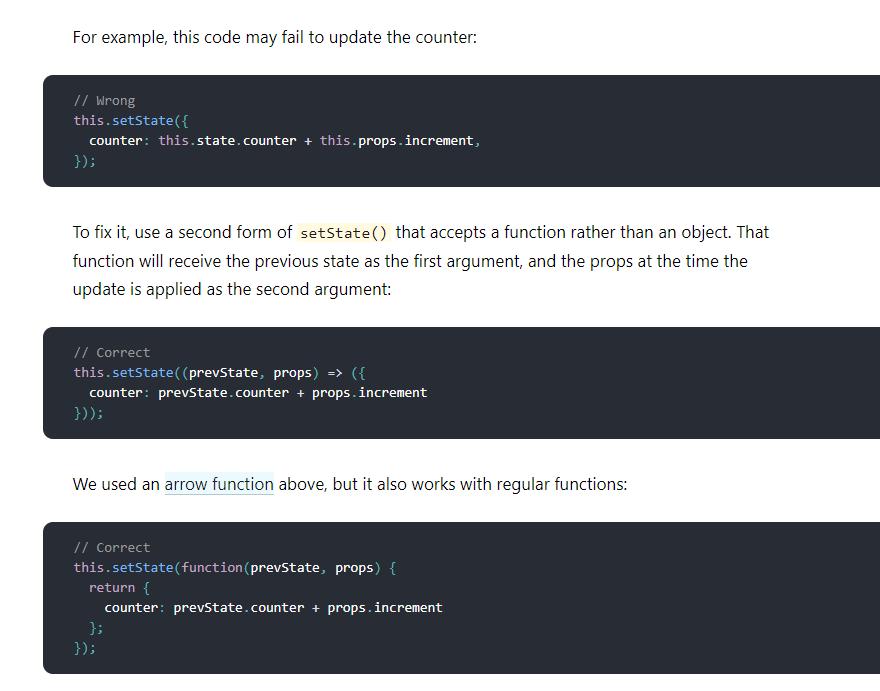 For example, this code may fail to update the counter:
// Wrong
this.setState({
  counter: this.state.counter + this.props.increment,
});
To fix it, use a second form of setState() that accepts a function rather than an object. That
function will receive the previous state as the first argument, and the props at the time the
update is applied as the second argument:
// Correct
this.setState((prevState, props) => ({
  counter: prevState.counter + props.increment
}));
We used an arrow function above, but it also works with regular functions:
// Correct
this.setState(function(prevState, props) {
  return {
    counter: prevState.counter + props.increment
  };
});